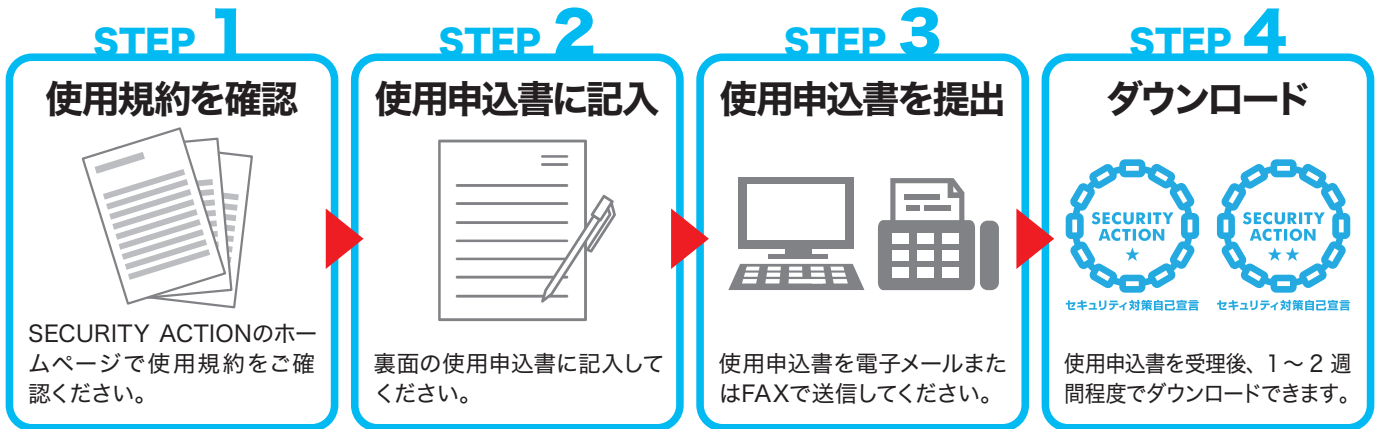 STEP 1
使用規約を確認
SECURITY ACTIONのホー
ムページで使用規約をご確
認ください。
STEP 2
使用申込書に記入
裏面の使用申込書に記入して
ください。
STEP 3
使用申込書を提出
使用申込書を電子メールまた
はFAXで送信してください。
STEP 4
ダウンロード
SECURITY
ACTION
★
セキュリティ対策自己宣言
SECURITY
ACTION
★★
セキュリティ対策自己宣言
使用申込書を受理後、1～2週
間程度でダウンロードできます。